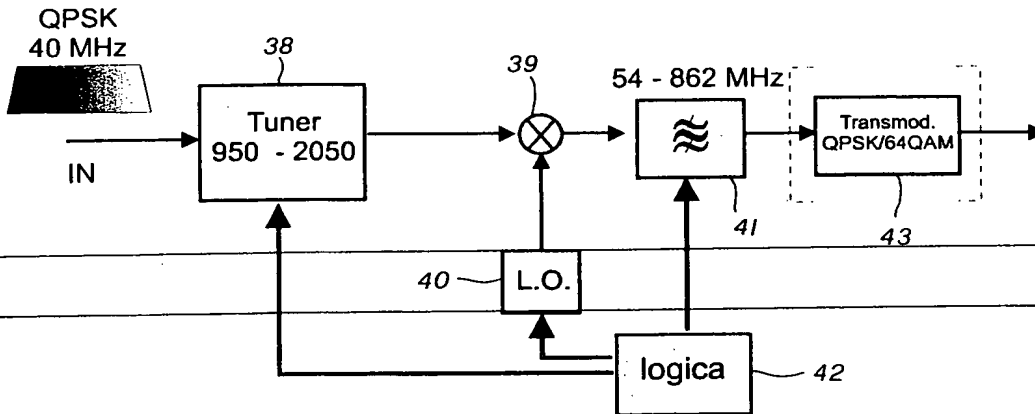 QPSK
40 MHz
38
39
54 - 862 MHz
Tuner
950 - 2050
Transmod.
QPSK/64QAM
IN
41
43
40
L.O.
logica
42